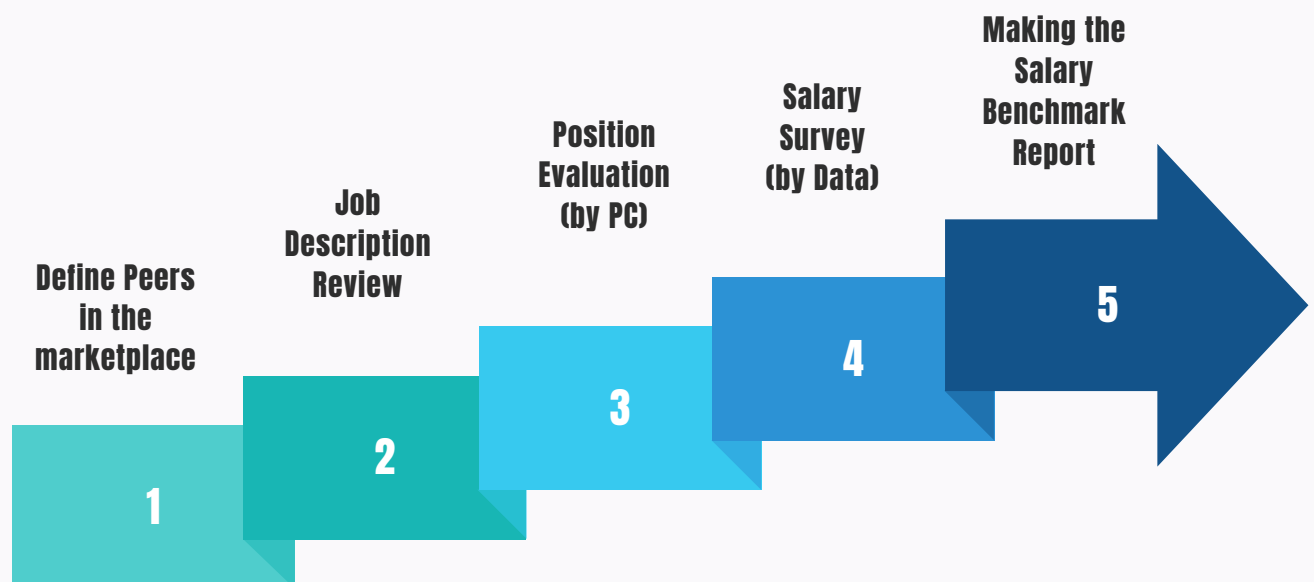 Define Peers
in the
marketplace
1
Job
Description
Review
2
Position
Evaluation
(by PC)
3
Salary
Survey
(by Data)
4
Making the
Salary
Benchmark
Report
5